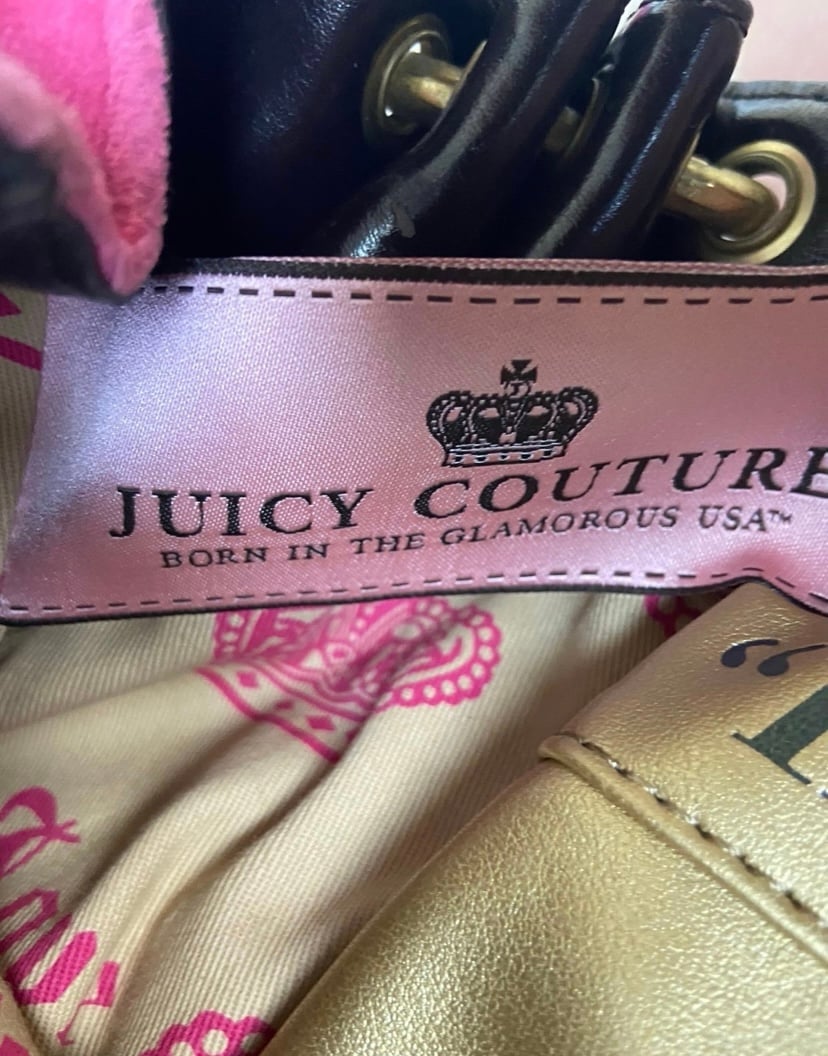 JUICY COUTURE
BORN IN THE GLAMOROUS USA™